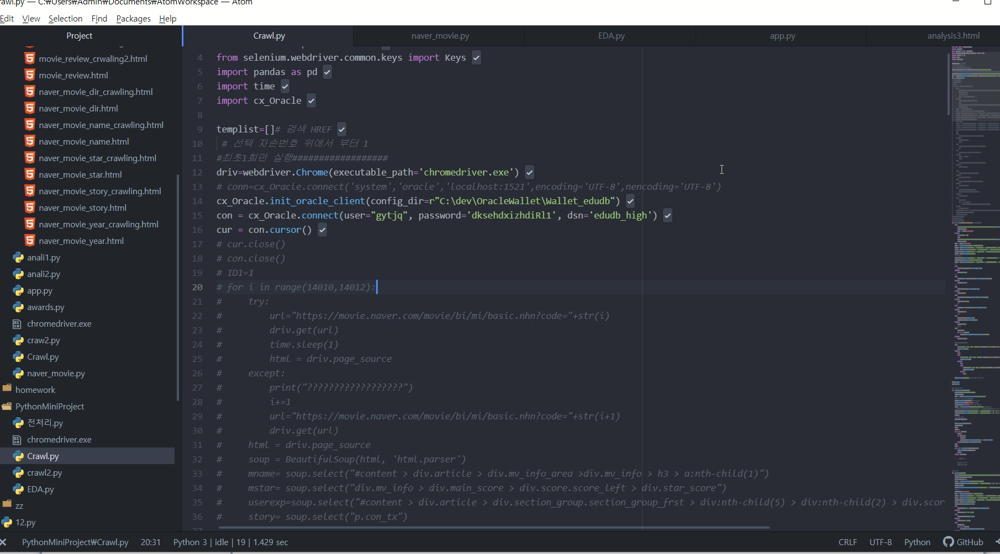 rawl.py — C:₩Users₩Admin₩Documents₩AtomWorkspace — Atom
Edit View Selection Find Packages Help
Project
movie_review_crwaling2.html
movie_review.html
naver_movie_dir_crawling.html
naver_movie_dir.html
naver_movie_name_crawling.html
naver_movie_name.html
naver_movie_star_crawling.html
naver_movie_star.html
naver_movie_story_crawling.html
naver_movie_story.html
naver_movie_year_crawling.html
naver_movie_year.html
anali1.py
anali2.py
app.py
awards.py
chromedriver.exe
craw2.py
Crawl.py
naver_movie.py
homework
PythonMiniProject
전처리.py
chromedriver.exe
Crawl.py
crawl2.py
EDA.py
zz
12.py
Crawl.py naver_movie.py EDA.py app.py analysis3.html
4 from selenium.webdriver.common.keys import Keys
5 import pandas as pd
6 import time
7 import cx_Oracle
8
9 templist=[]# 검색 HREF
10 # 선택 자손번호 위에서 부터 1
11 #최초1회만 실행##################
12 driv=webdriver.Chrome(executable_path='chromedriver.exe')
13 # conn=cx_Oracle.connect('system','oracle','localhost:1521',encoding='UTF-8',nencoding='UTF-8')
14 cx_Oracle.init_oracle_client(config_dir=r"C:\dev\OracleWallet\Wallet_edudb")
15 con = cx_Oracle.connect(user="gytjq", password='dksehdxizhdiRl1', dsn='edudb_high')
16 cur = con.cursor()
17 # cur.close()
18 # con.close()
19 # ID1=1
20 # for i in range(14010,14012):
21 #     try:
22 #         url="https://movie.naver.com/movie/bi/mi/basic.nhn?code="+str(i)
23 #         driv.get(url)
24 #         time.sleep(1)
25 #         html = driv.page_source
26 #     except:
27 #         print("??????????????????")
28 #         i+=1
29 #         url="https://movie.naver.com/movie/bi/mi/basic.nhn?code="+str(i+1)
30 #         driv.get(url)
31 #     html = driv.page_source
32 #     soup = BeautifulSoup(html, 'html.parser')
33 #     mname= soup.select("#content > div.article > div.mv_info_area >div.mv_info > h3 > a:nth-child(1)")
34 #     mstar= soup.select("div.mv_info > div.main_score > div.score.score_left > div.star_score")
35 #     userexp=soup.select("#content > div.article > div.section_group.section_group_frst > div:nth-child(5) > div:nth-child(2) > div.scor
36 #     story= soup.select("p.con_tx")
PythonMiniProject₩Crawl.py 20:31 Python 3 | idle | 19 | 1.429 sec CRLF UTF-8 Python GitHub